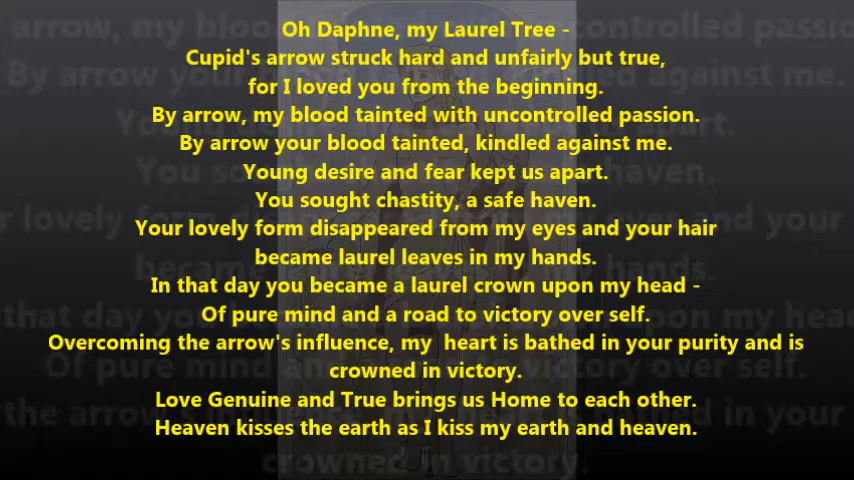 Oh Daphne, my Laurel Tree -
Cupid's arrow struck hard and unfairly but true,
for I loved you from the beginning.
By arrow, my blood tainted with uncontrolled passion.
By arrow your blood tainted, kindled against me.
Young desire and fear kept us apart.
You sought chastity, a safe haven.
Your lovely form disappeared from my eyes and your hair
became laurel leaves in my hands.
In that day you became a laurel crown upon my head -
Of pure mind and a road to victory over self.
Overcoming the arrow's influence, my  heart is bathed in your purity and is
crowned in victory.
Love Genuine and True brings us Home to each other.
Heaven kisses the earth as I kiss my earth and heaven.